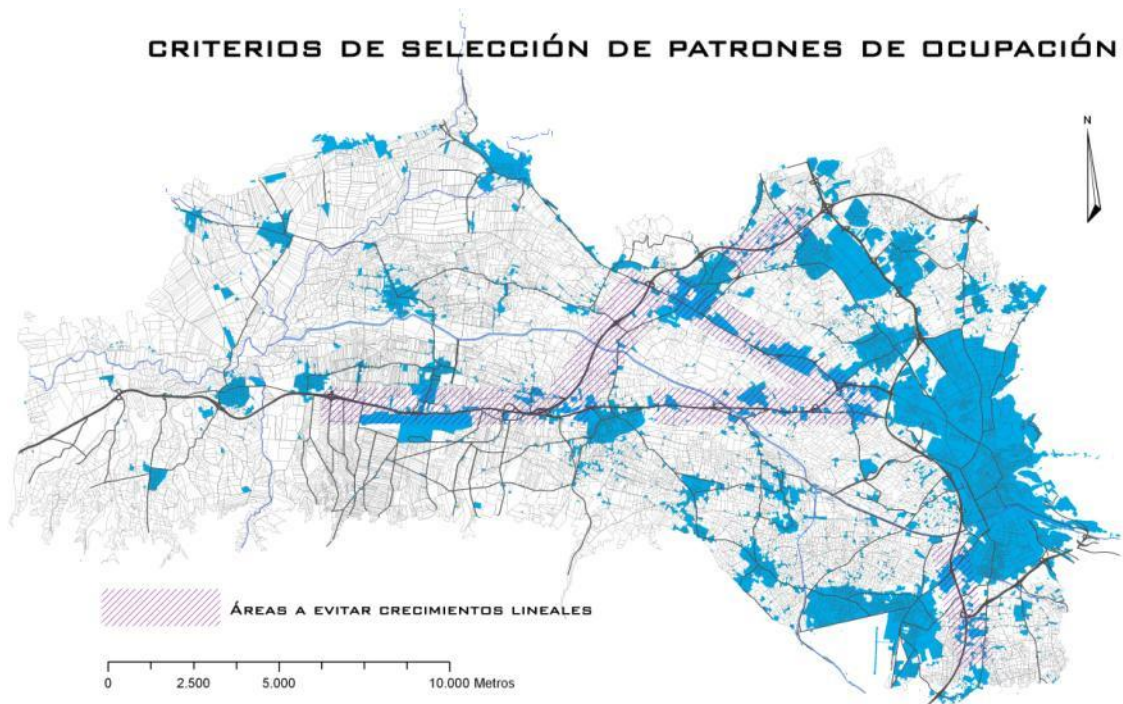 CRITERIOS DE SELECCIÓN DE PATRONES DE OCUPACIÓN
N
ÁREAS A EVITAR CRECIMIENTOS LINEALES
0 2.500 5.000 10.000 Metros